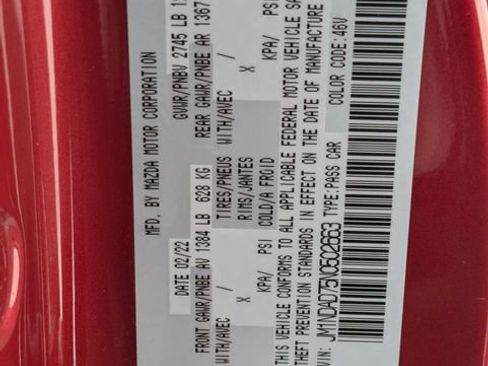 MFD. BY MAZDA MOTOR CORPORATION
DATE 02/22 GVWR/PNBV 2745 LB
FRONT GAWR/PNBE AV 1384 LB 628 KG REAR GAWR/PNBE AR 1367
WITH/AVEC TIRES/PNEUS WITH/AVEC
X RIMS/JANTES X
KPA/ PSI COLD/A FROID KPA/ PSI
THIS VEHICLE CONFORMS TO ALL APPLICABLE FEDERAL MOTOR VEHICLE
THEFT PREVENTION STANDARDS IN EFFECT ON THE DATE OF MANUFACTURE
VIN: JM1NDAD75N0502663 TYPE:PASS CAR
COLOR CODE:46V